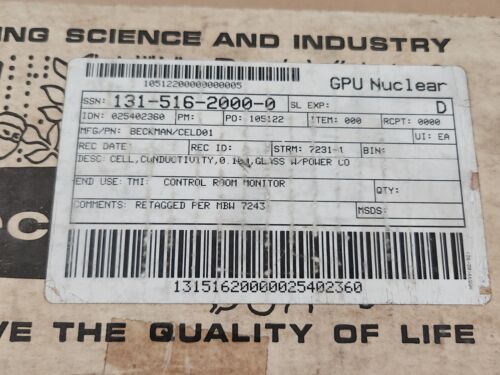 ING SCIENCE AND INDUSTRY
10512200000000005
GPU Nuclear
SSN: 131-516-2000-0 SL EXP: D
IDN: 025402360 PM: PO: 105122 ITEM: 000 RCPT: 0000
MFG/PN: BECKMAN/CELD01 UI: EA
REC DATE: REC ID: STRM: 7231-1 BIN:
DESC: CELL,CONDUCTIVITY,0.1CM,GLASS W/POWER CO
END USE: TMI: CONTROL ROOM MONITOR QTY:
COMMENTS: RETAGGED PER MBW 7243 MSDS:
13151620000025402360
VE THE QUALITY OF LIFE